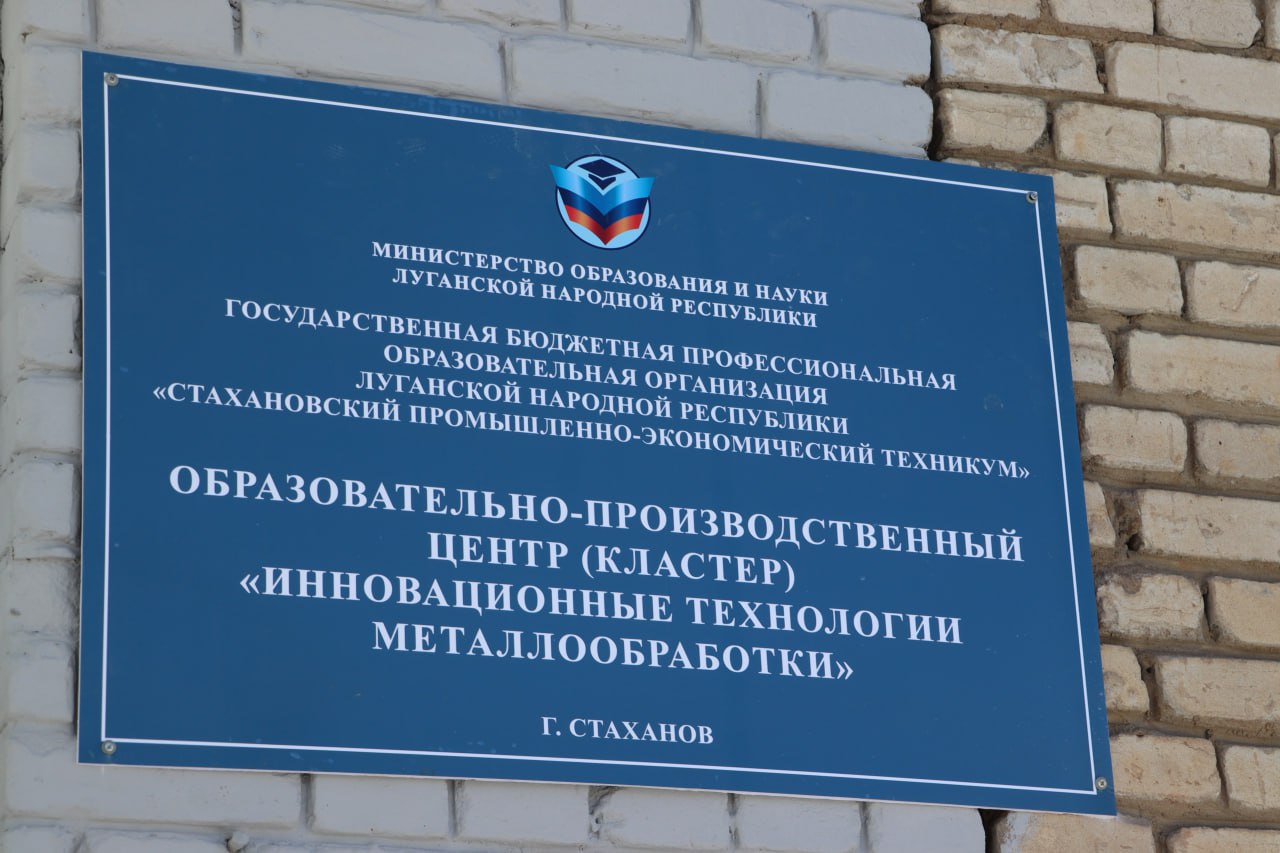 МИНИСТЕРСТВО ОБРАЗОВАНИЯ И НАУКИ
ЛУГАНСКОЙ НАРОДНОЙ РЕСПУБЛИКИ
ГОСУДАРСТВЕННАЯ БЮДЖЕТНАЯ ПРОФЕССИОНАЛЬНАЯ
ОБРАЗОВАТЕЛЬНАЯ ОРГАНИЗАЦИЯ
ЛУГАНСКОЙ НАРОДНОЙ РЕСПУБЛИКИ
«СТАХАНОВСКИЙ ПРОМЫШЛЕННО-ЭКОНОМИЧЕСКИЙ ТЕХНИКУМ»
ОБРАЗОВАТЕЛЬНО-ПРОИЗВОДСТВЕННЫЙ
ЦЕНТР (КЛАСТЕР)
«ИННОВАЦИОННЫЕ ТЕХНОЛОГИИ
МЕТАЛЛООБРАБОТКИ»
Г. СТАХАНОВ